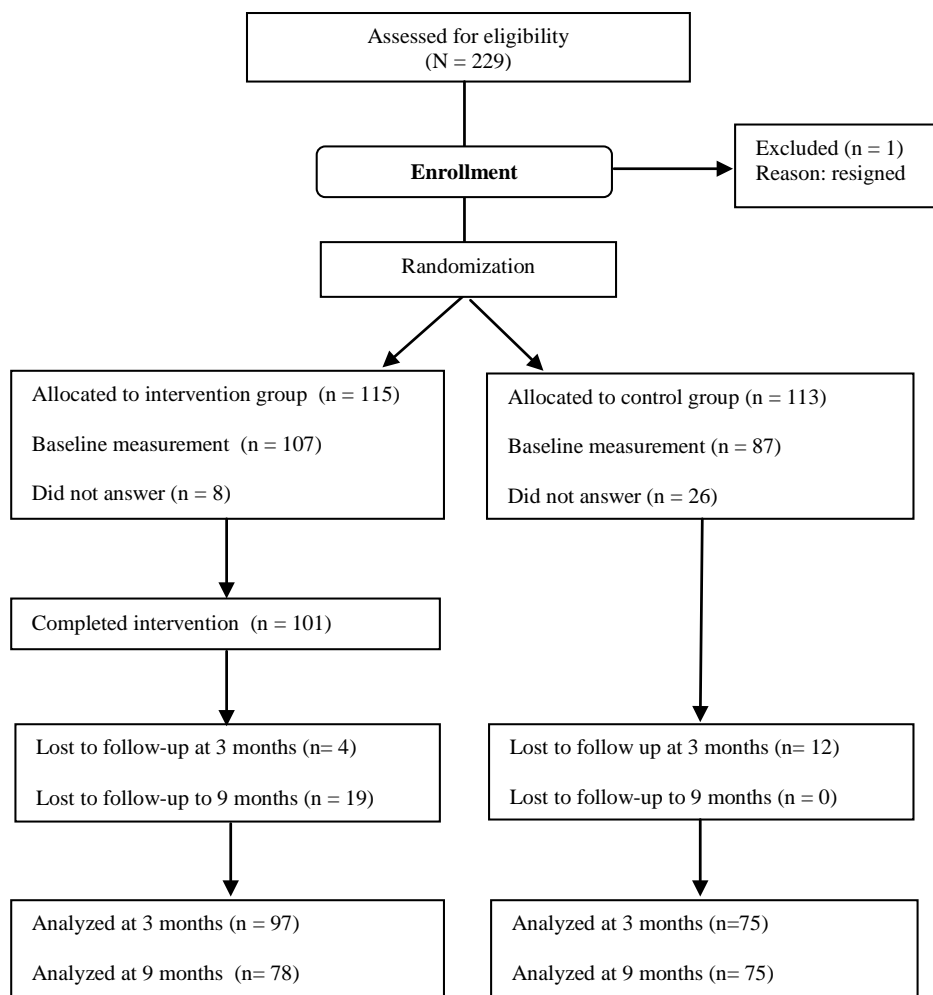 Assessed for eligibility
(N = 229)
Enrollment
Excluded (n = 1)
Reason: resigned
Randomization
Allocated to intervention group (n = 115)
Baseline measurement (n = 107)
Did not answer (n = 8)
Allocated to control group (n = 113)
Baseline measurement (n = 87)
Did not answer (n = 26)
Completed intervention (n = 101)
Lost to follow-up at 3 months (n= 4)
Lost to follow-up to 9 months (n = 19)
Lost to follow up at 3 months (n= 12)
Lost to follow-up to 9 months (n = 0)
Analyzed at 3 months (n = 97)
Analyzed at 9 months (n= 78)
Analyzed at 3 months (n=75)
Analyzed at 9 months (n= 75)